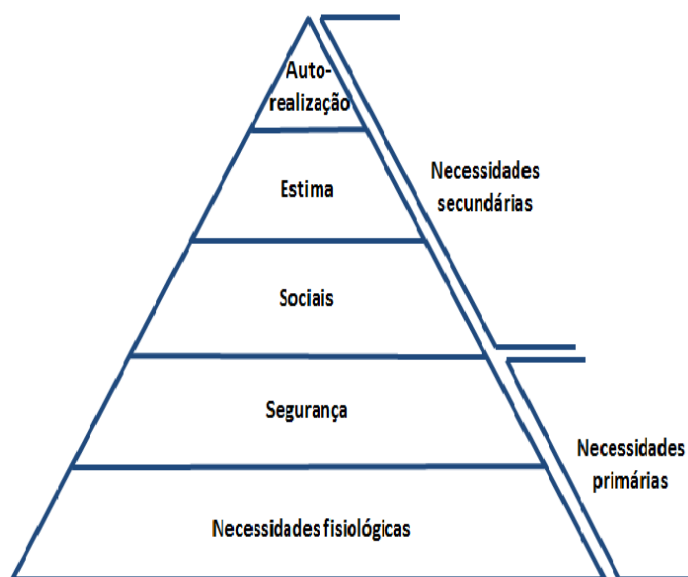 Auto-
realização
Necessidades
secundárias
Estima
Sociais
Segurança
Necessidades
primárias
Necessidades fisiológicas